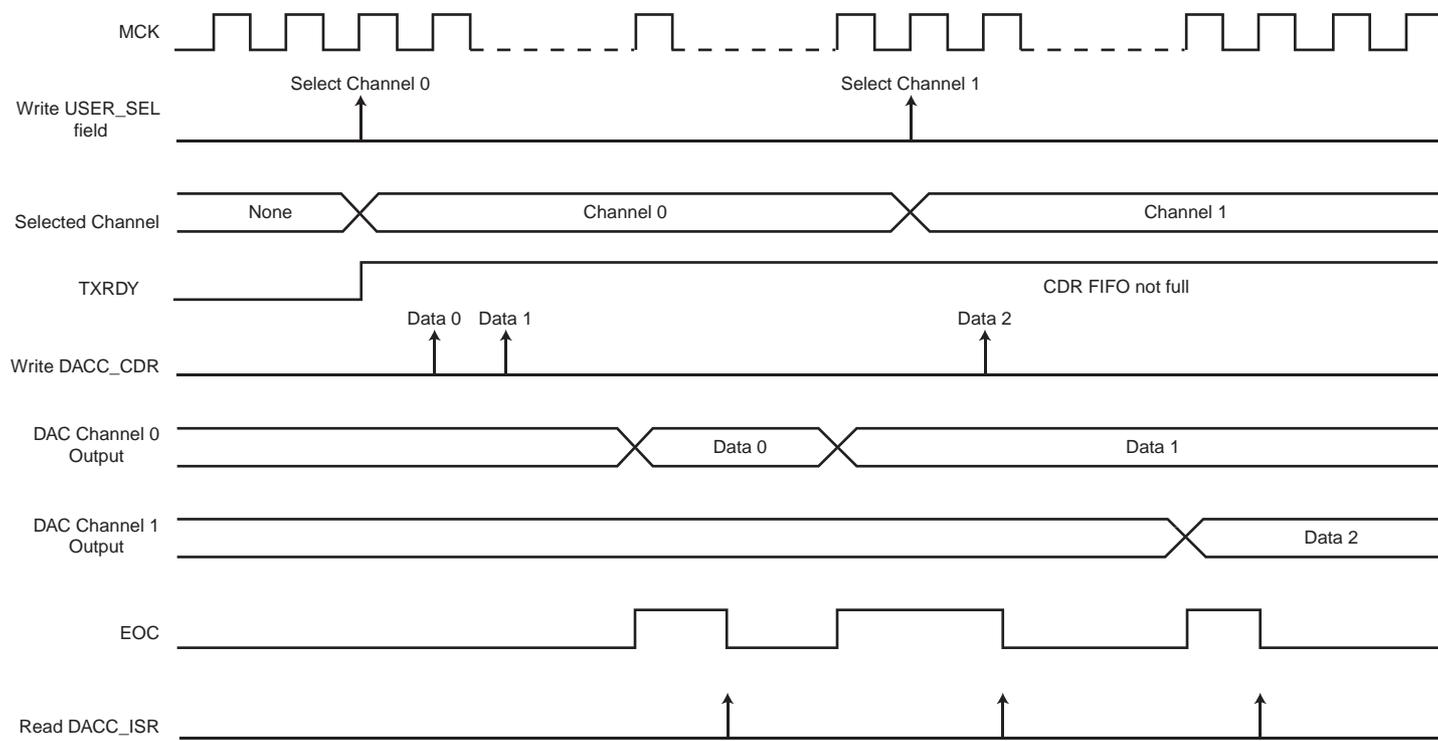 MCK
Select Channel 0
Select Channel 1
Write USER_SEL
field
Selected Channel
None
Channel 0
Channel 1
TXRDY
CDR FIFO not full
Data 0
Data 1
Data 2
Write DACC_CDR
DAC Channel 0
Output
Data 0
Data 1
DAC Channel 1
Output
Data 2
EOC
Read DACC_ISR